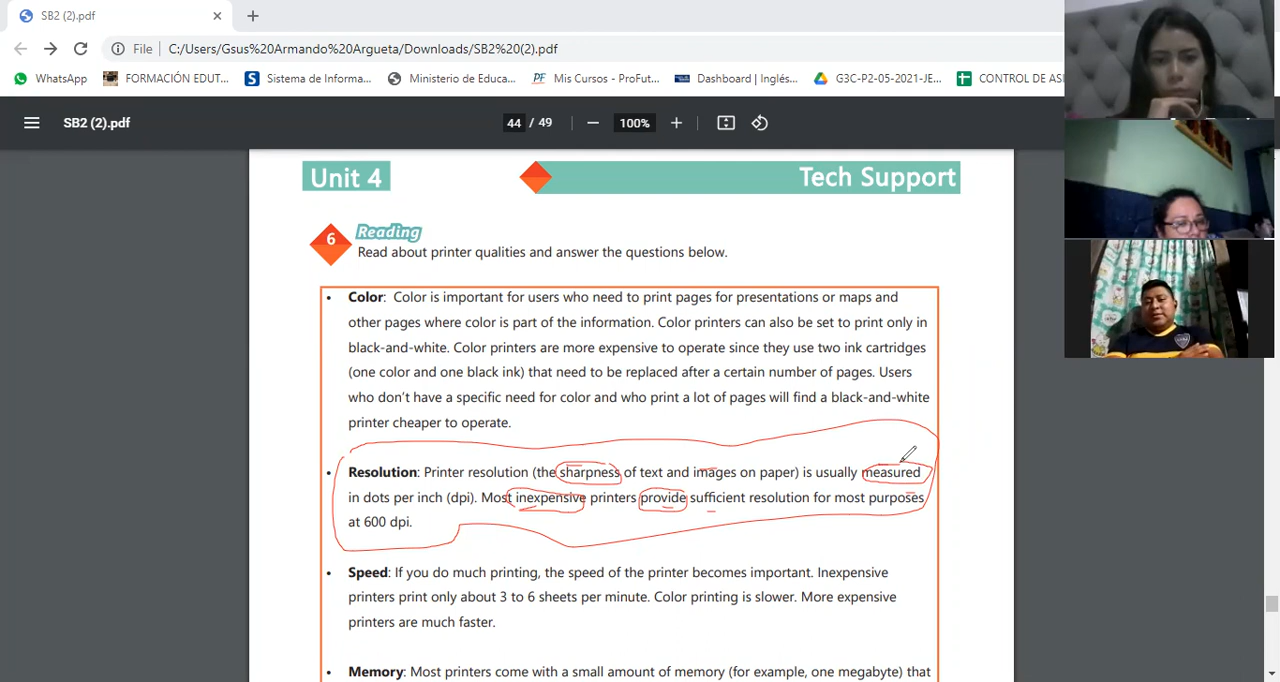 SB2 (2).pdf
File | C:/Users/Gsus%20Armando%20Argueta/Downloads/SB2%20(2).pdf
WhatsApp FORMACIÓN EDUT... Sistema de Informa... Ministerio de Educa... Mis Cursos - ProFut... Dashboard | Inglés,... G3C-P2-05-2021-JE... CONTROL DE ASI
SB2 (2).pdf 44 / 49 100%
Unit 4 Tech Support
6 Reading
Read about printer qualities and answer the questions below.
• Color: Color is important for users who need to print pages for presentations or maps and
other pages where color is part of the information. Color printers can also be set to print only in
black-and-white. Color printers are more expensive to operate since they use two ink cartridges
(one color and one black ink) that need to be replaced after a certain number of pages. Users
who don't have a specific need for color and who print a lot of pages will find a black-and-white
printer cheaper to operate.
• Resolution: Printer resolution (the sharpness of text and images on paper) is usually measured
in dots per inch (dpi). Most inexpensive printers provide sufficient resolution for most purposes
at 600 dpi.
• Speed: If you do much printing, the speed of the printer becomes important. Inexpensive
printers print only about 3 to 6 sheets per minute. Color printing is slower. More expensive
printers are much faster.
• Memory: Most printers come with a small amount of memory (for example, one megabyte) that